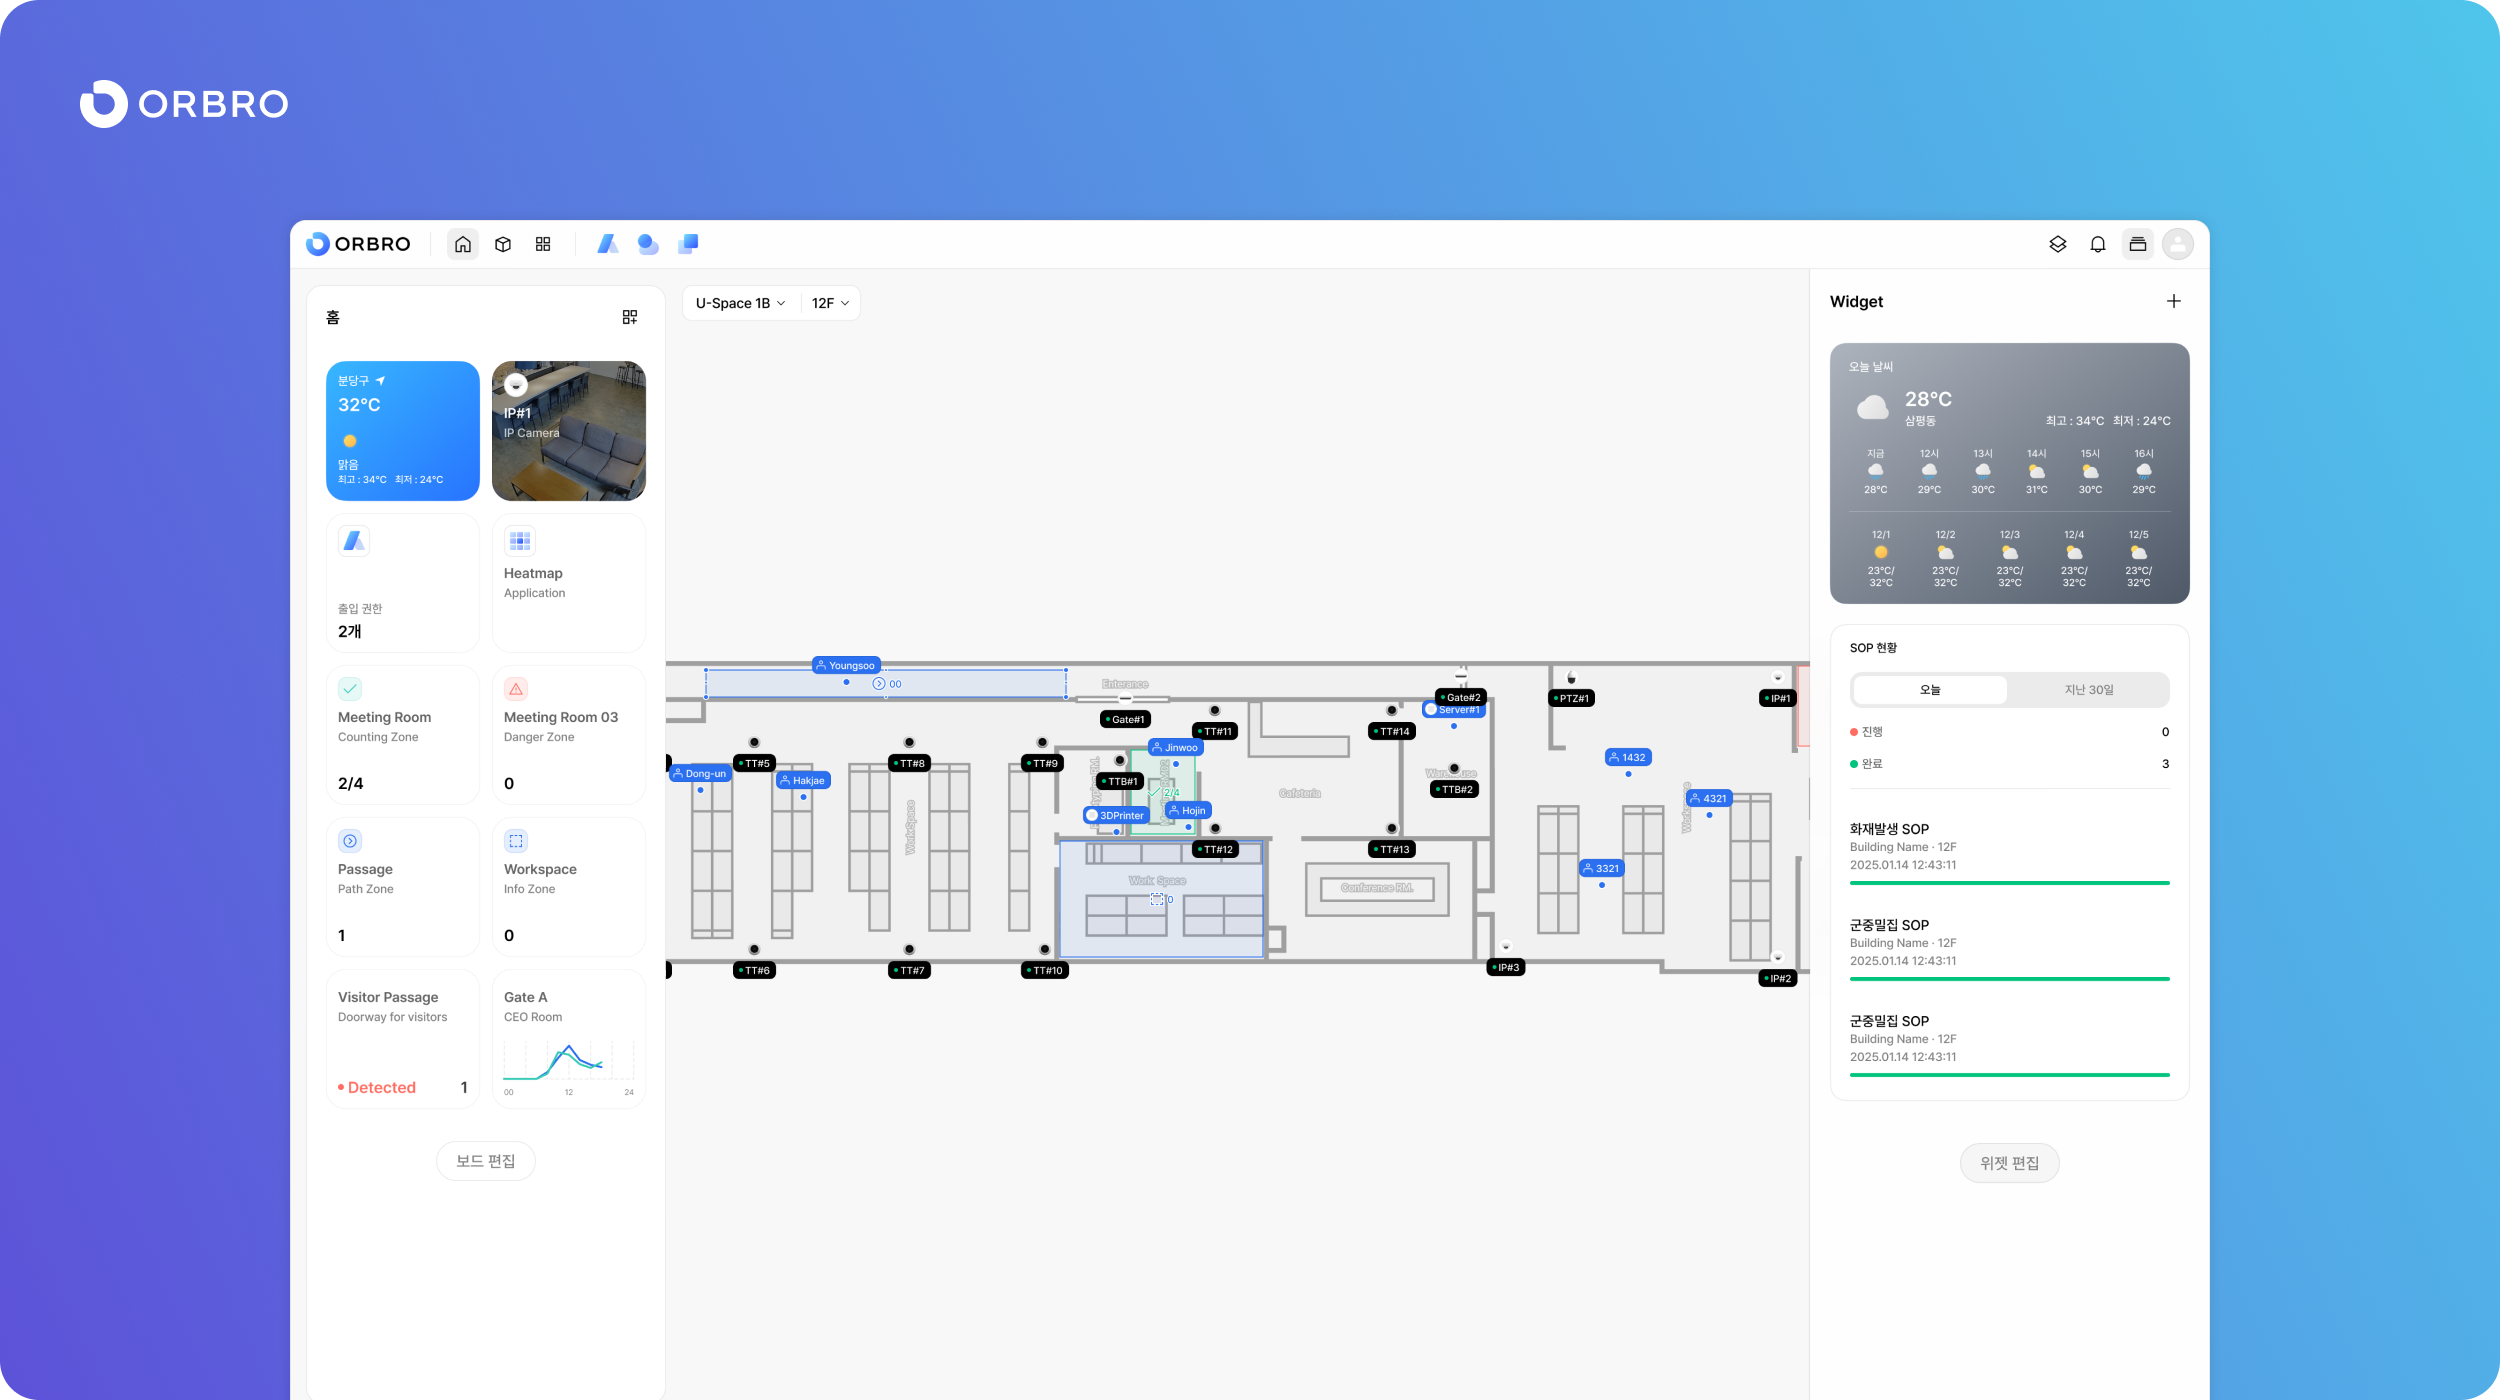 ORBRO
ORBRO
홈
분당구
32°C
맑음
최고 : 34°C 최저 : 24°C
IP#1
IP Camera
출입 권한
2개
Heatmap
Application
Meeting Room
Counting Zone
2/4
Meeting Room 03
Danger Zone
0
Passage
Path Zone
1
Workspace
Info Zone
0
Visitor Passage
Doorway for visitors
Detected 1
Gate A
CEO Room
00 12 24
보드 편집
U-Space 1B
12F
Youngsoo
00
Enterance
Gate#1
Gate#2
Server#1
PTZ#1
IP#1
TT#11
TT#14
TT#5
TT#8
TT#9
Jinwoo
Dong-un
Hakjae
TTB#1
TTB#2
2/4
Cafeteria
1432
4321
3DPrinter
Hojin
WorkSpace
TT#12
TT#13
3321
Work Space
0
Conference RM.
TT#6
TT#7
TT#10
IP#3
IP#2
Widget
오늘 날씨
28°C
삼평동
최고 : 34°C 최저 : 24°C
지금 12시 13시 14시 15시 16시
28°C 29°C 30°C 31°C 30°C 29°C
12/1 12/2 12/3 12/4 12/5
23°C/ 23°C/ 23°C/ 23°C/ 23°C/
32°C 32°C 32°C 32°C 32°C
SOP 현황
오늘
지난 30일
진행 0
완료 3
화재발생 SOP
Building Name · 12F
2025.01.14 12:43:11
군중밀집 SOP
Building Name · 12F
2025.01.14 12:43:11
군중밀집 SOP
Building Name · 12F
2025.01.14 12:43:11
위젯 편집